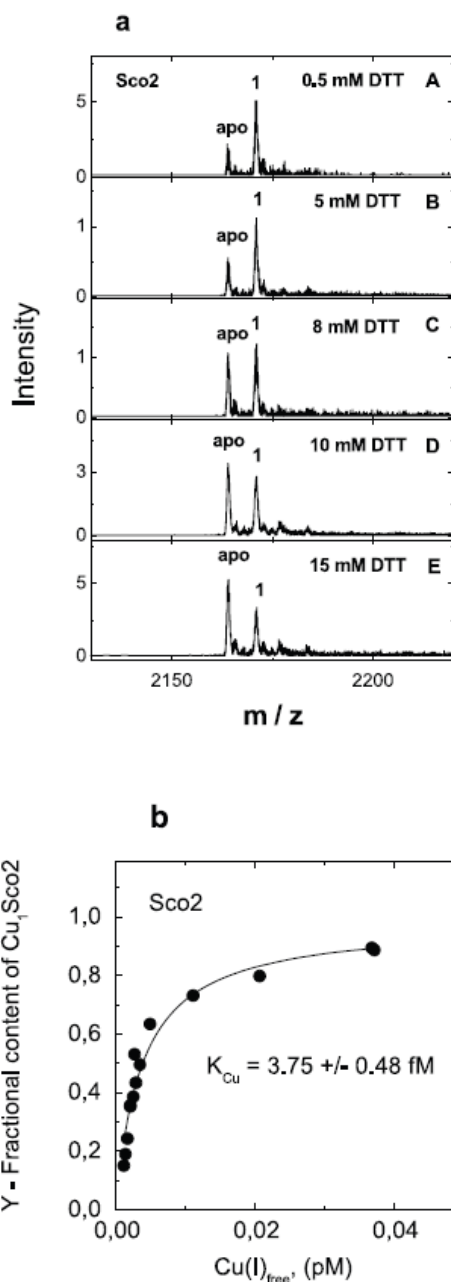 a
Sco2 1 0.5 mM DTT A
apo
5
0
1 5 mM DTT B
apo
1
0
apo 1 8 mM DTT C
1
0
apo 1 10 mM DTT D
3
0
apo 15 mM DTT E
1
5
0
Intensity
2150 2200
m / z
b
Sco2
1,0
0,8
0,6
K_Cu = 3.75 +/- 0.48 fM
0,4
0,2
0,0
Y - Fractional content of Cu₁Sco2
0,00 0,02 0,04
Cu(I)free, (pM)